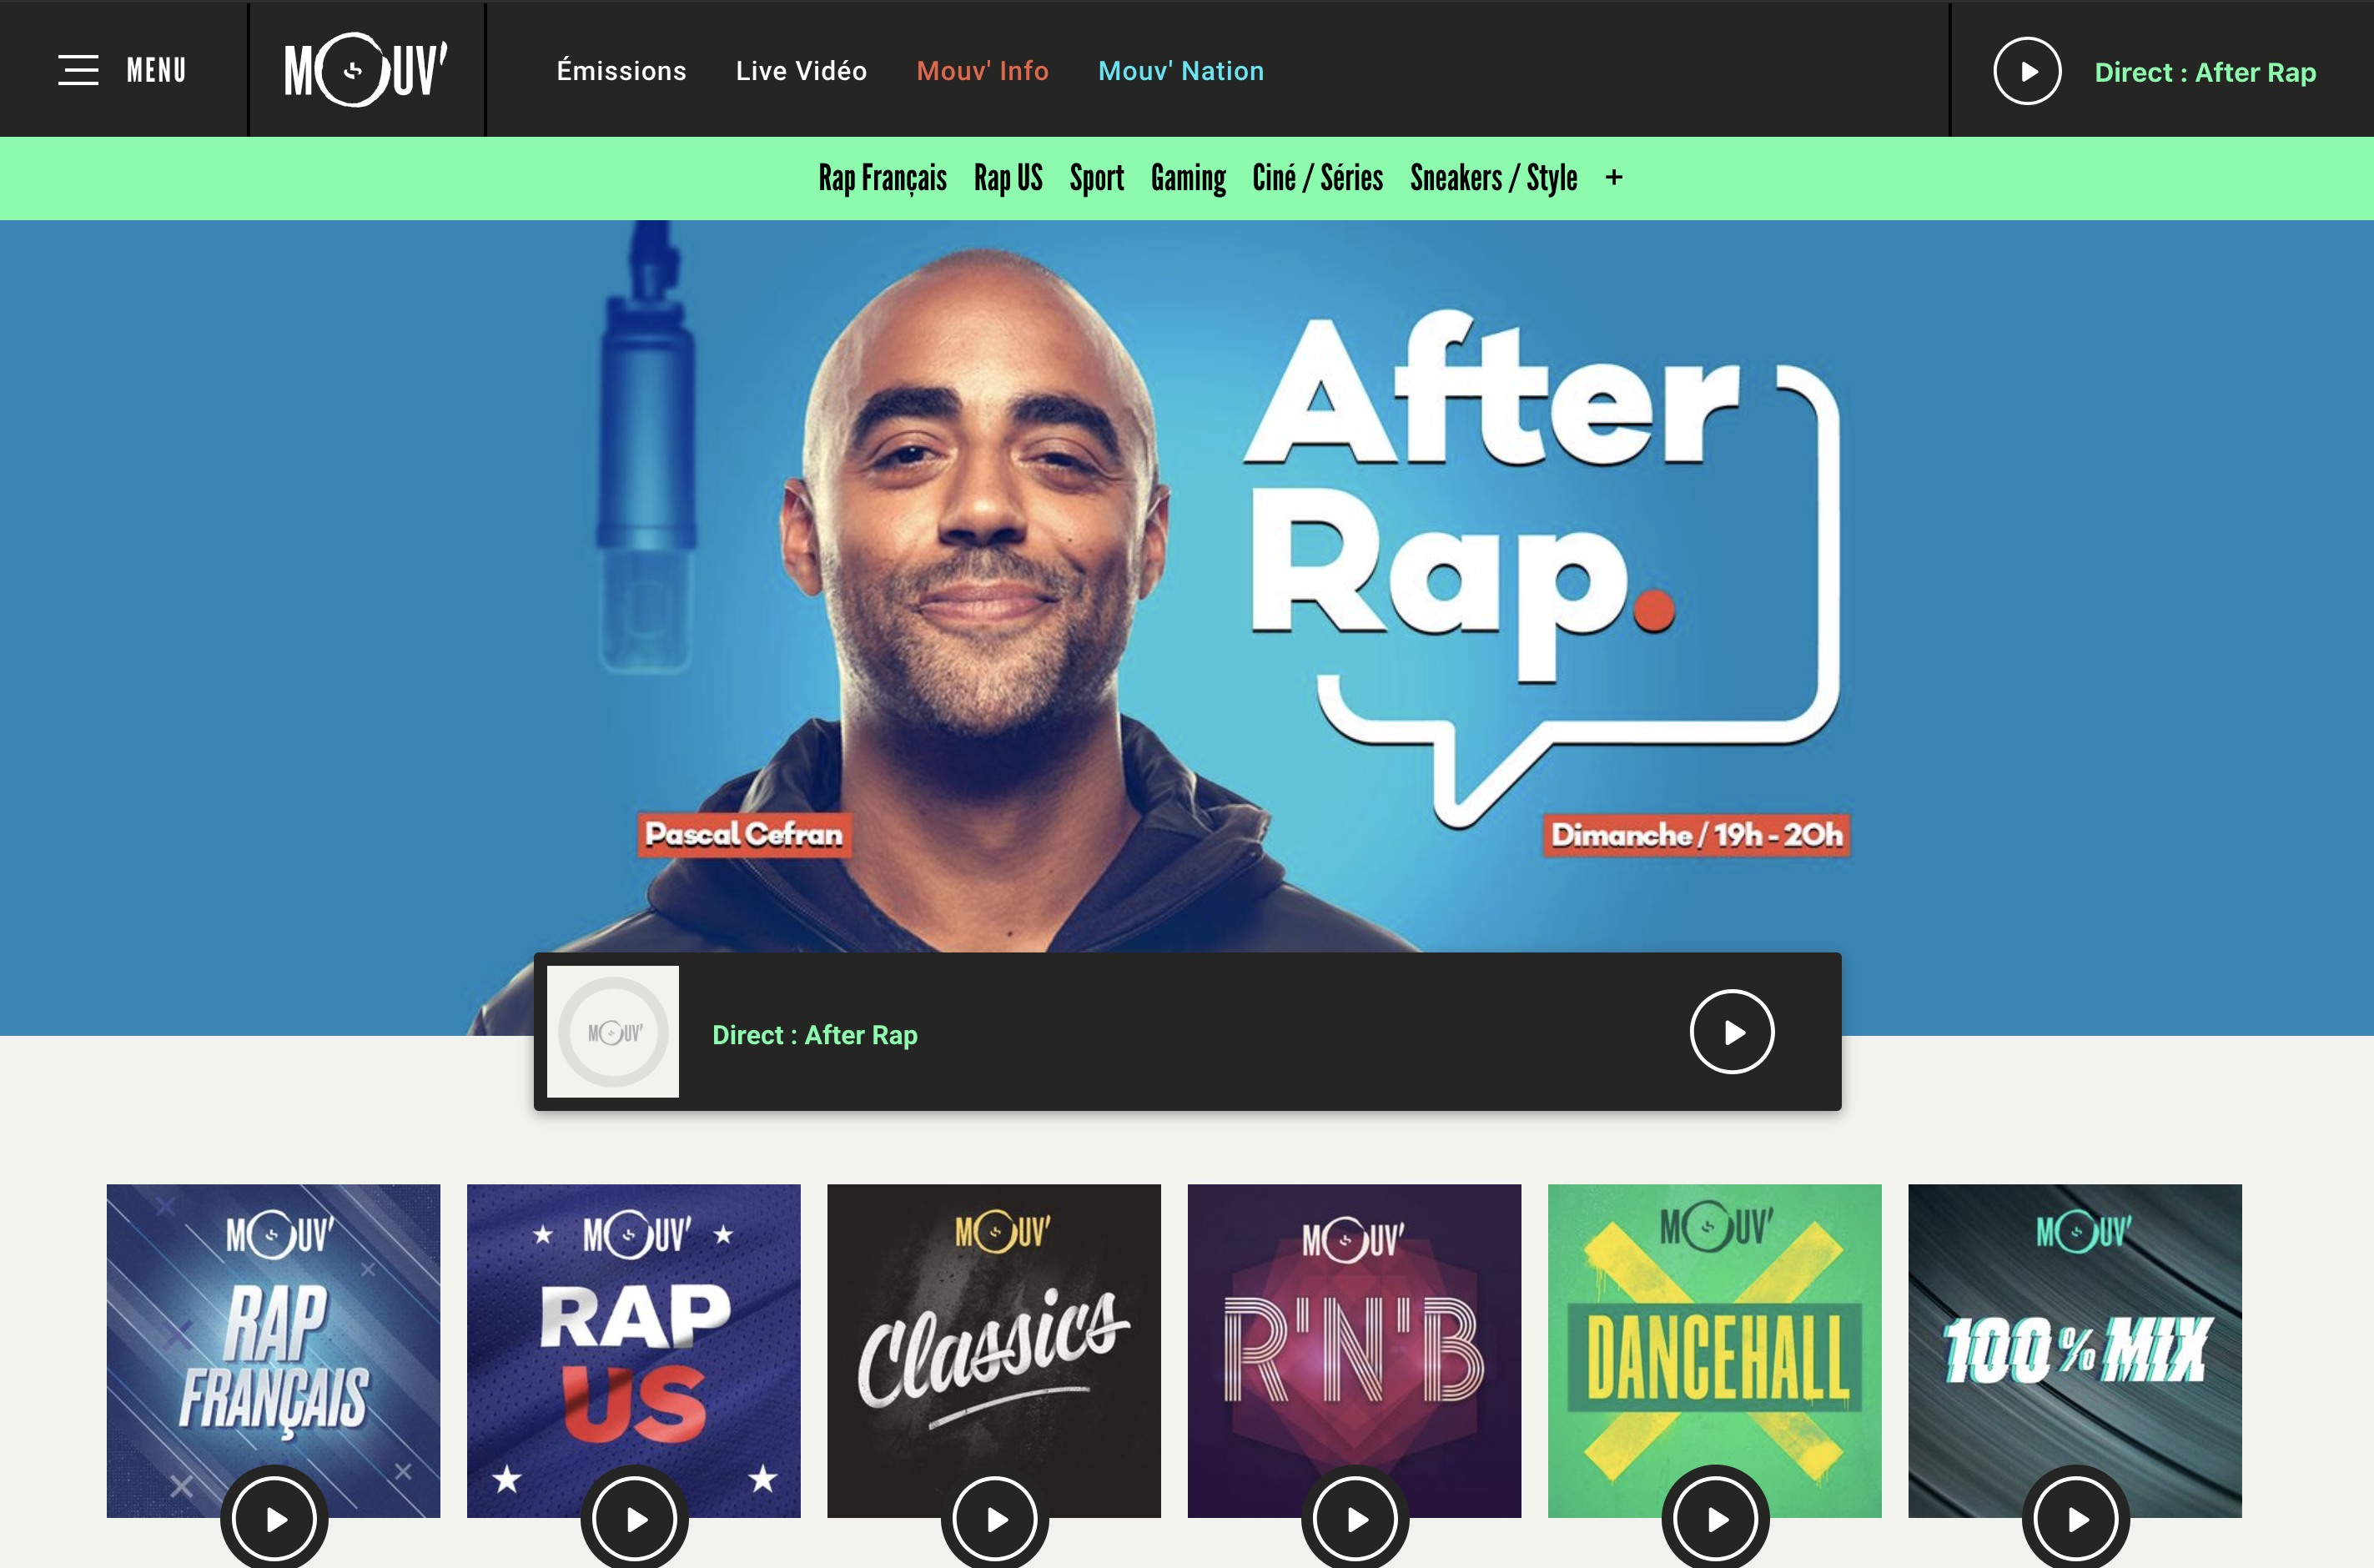 MENU
MOUV'
Émissions
Live Vidéo
Mouv' Info
Mouv' Nation
Direct : After Rap
Rap Français
Rap US
Sport
Gaming
Ciné / Séries
Sneakers / Style
+
After
Rap.
Pascal Cefran
Dimanche / 19h - 20h
MOUV'
Direct : After Rap
MOUV'
RAP
FRANÇAIS
MOUV'
RAP
US
MOUV'
Classics
MOUV'
R'N'B
MOUV'
DANCEHALL
MOUV'
100% MIX